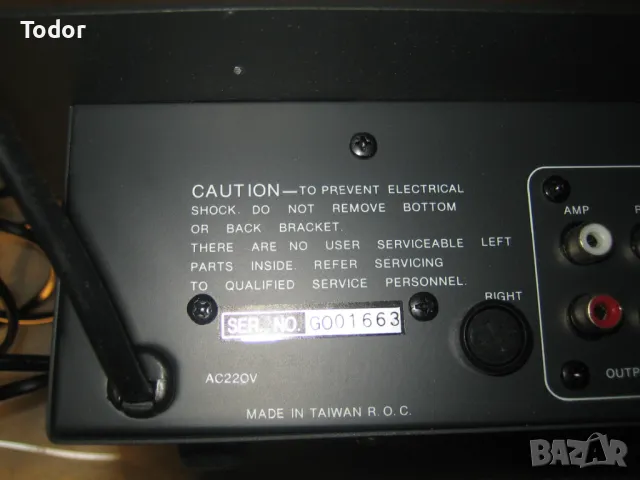 Todor
CAUTION—TO PREVENT ELECTRICAL
SHOCK. DO NOT REMOVE BOTTOM
OR BACK BRACKET.
THERE ARE NO USER SERVICEABLE LEFT
PARTS INSIDE. REFER SERVICING
TO QUALIFIED SERVICE PERSONNEL.
AMP
RIGHT
SER. NO. G001663
AC220V
OUTP
MADE IN TAIWAN R.O.C.
BAZAR